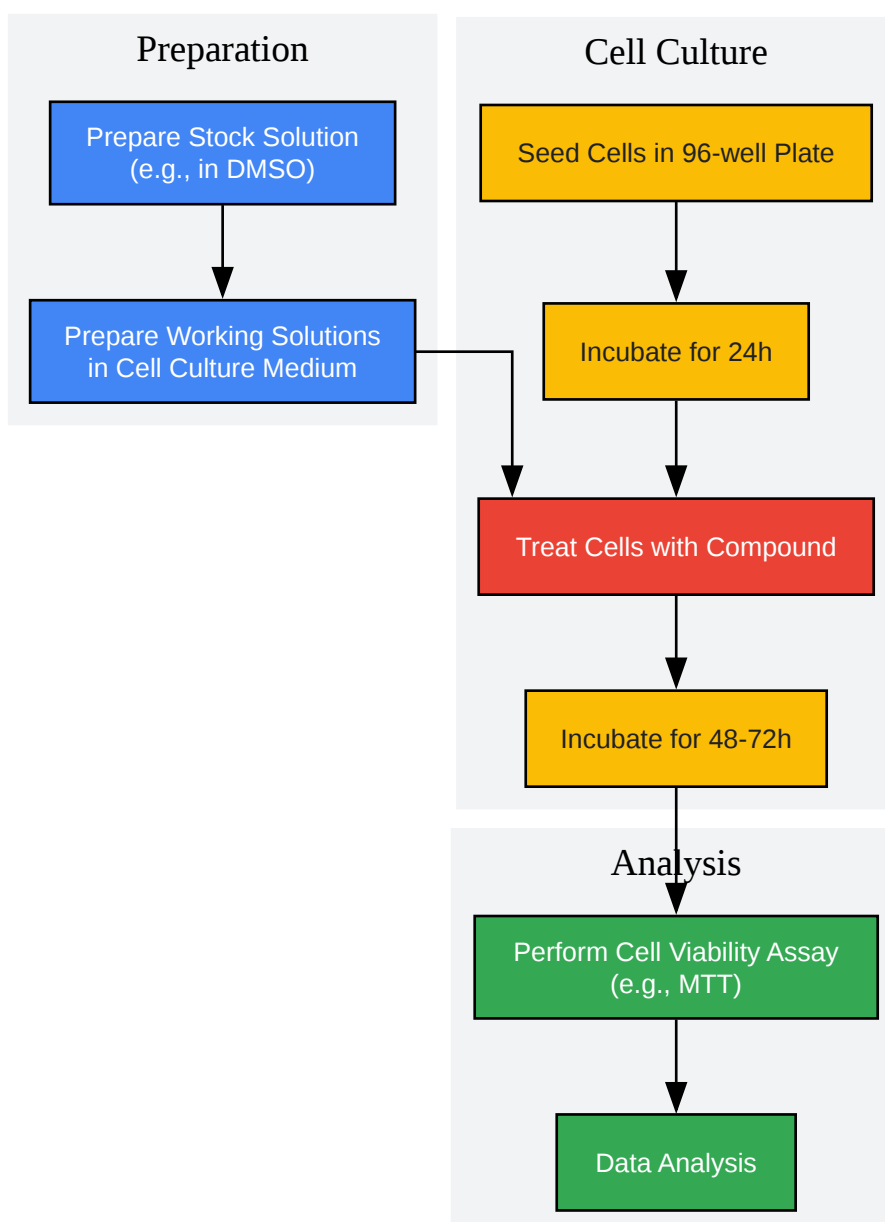 Preparation
Prepare Stock Solution
(e.g., in DMSO)
Prepare Working Solutions
in Cell Culture Medium
Cell Culture
Seed Cells in 96-well Plate
Incubate for 24h
Treat Cells with Compound
Incubate for 48-72h
Analysis
Perform Cell Viability Assay
(e.g., MTT)
Data Analysis